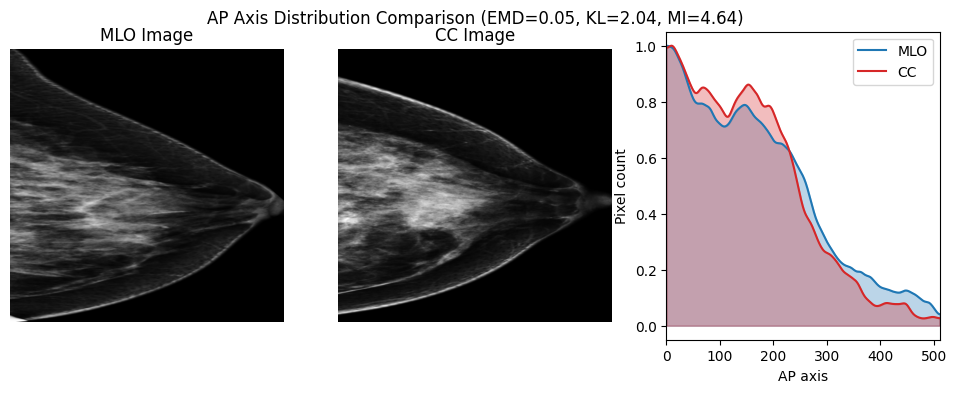 AP Axis Distribution Comparison (EMD=0.05, KL=2.04, MI=4.64)
MLO Image
CC Image
MLO
CC
Pixel count
1.0
0.8
0.6
0.4
0.2
0.0
0 100 200 300 400 500
AP axis